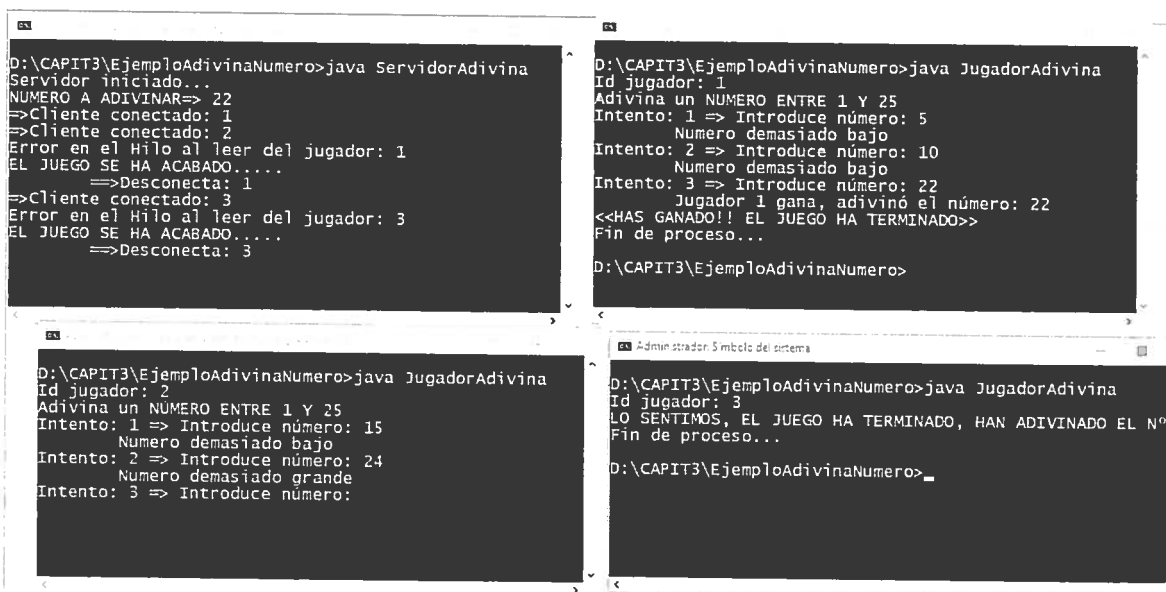 D:\CAPIT3\EjemploAdivinaNumero>java ServidorAdivina
Servidor iniciado...
NUMERO A ADIVINAR=> 22
=>Cliente conectado: 1
=>Cliente conectado: 2
Error en el Hilo al leer del jugador: 1
EL JUEGO SE HA ACABADO.....
==>Desconecta: 1
=>Cliente conectado: 3
Error en el Hilo al leer del jugador: 3
EL JUEGO SE HA ACABADO.....
==>Desconecta: 3
D:\CAPIT3\EjemploAdivinaNumero>java JugadorAdivina
Id jugador: 1
Adivina un NUMERO ENTRE 1 Y 25
Intento: 1 => Introduce número: 5
Numero demasiado bajo
Intento: 2 => Introduce número: 10
Numero demasiado bajo
Intento: 3 => Introduce número: 22
Jugador 1 gana, adivinó el número: 22
<<HAS GANADO!! EL JUEGO HA TERMINADO>>
Fin de proceso...
D:\CAPIT3\EjemploAdivinaNumero>
D:\CAPIT3\EjemploAdivinaNumero>java JugadorAdivina
Id jugador: 2
Adivina un NÚMERO ENTRE 1 Y 25
Intento: 1 => Introduce número: 15
Numero demasiado bajo
Intento: 2 => Introduce número: 24
Numero demasiado grande
Intento: 3 => Introduce número:
Administrador: Símbolo del sistema
D:\CAPIT3\EjemploAdivinaNumero>java JugadorAdivina
Id jugador: 3
LO SENTIMOS, EL JUEGO HA TERMINADO, HAN ADIVINADO EL Nº
Fin de proceso...
D:\CAPIT3\EjemploAdivinaNumero>_